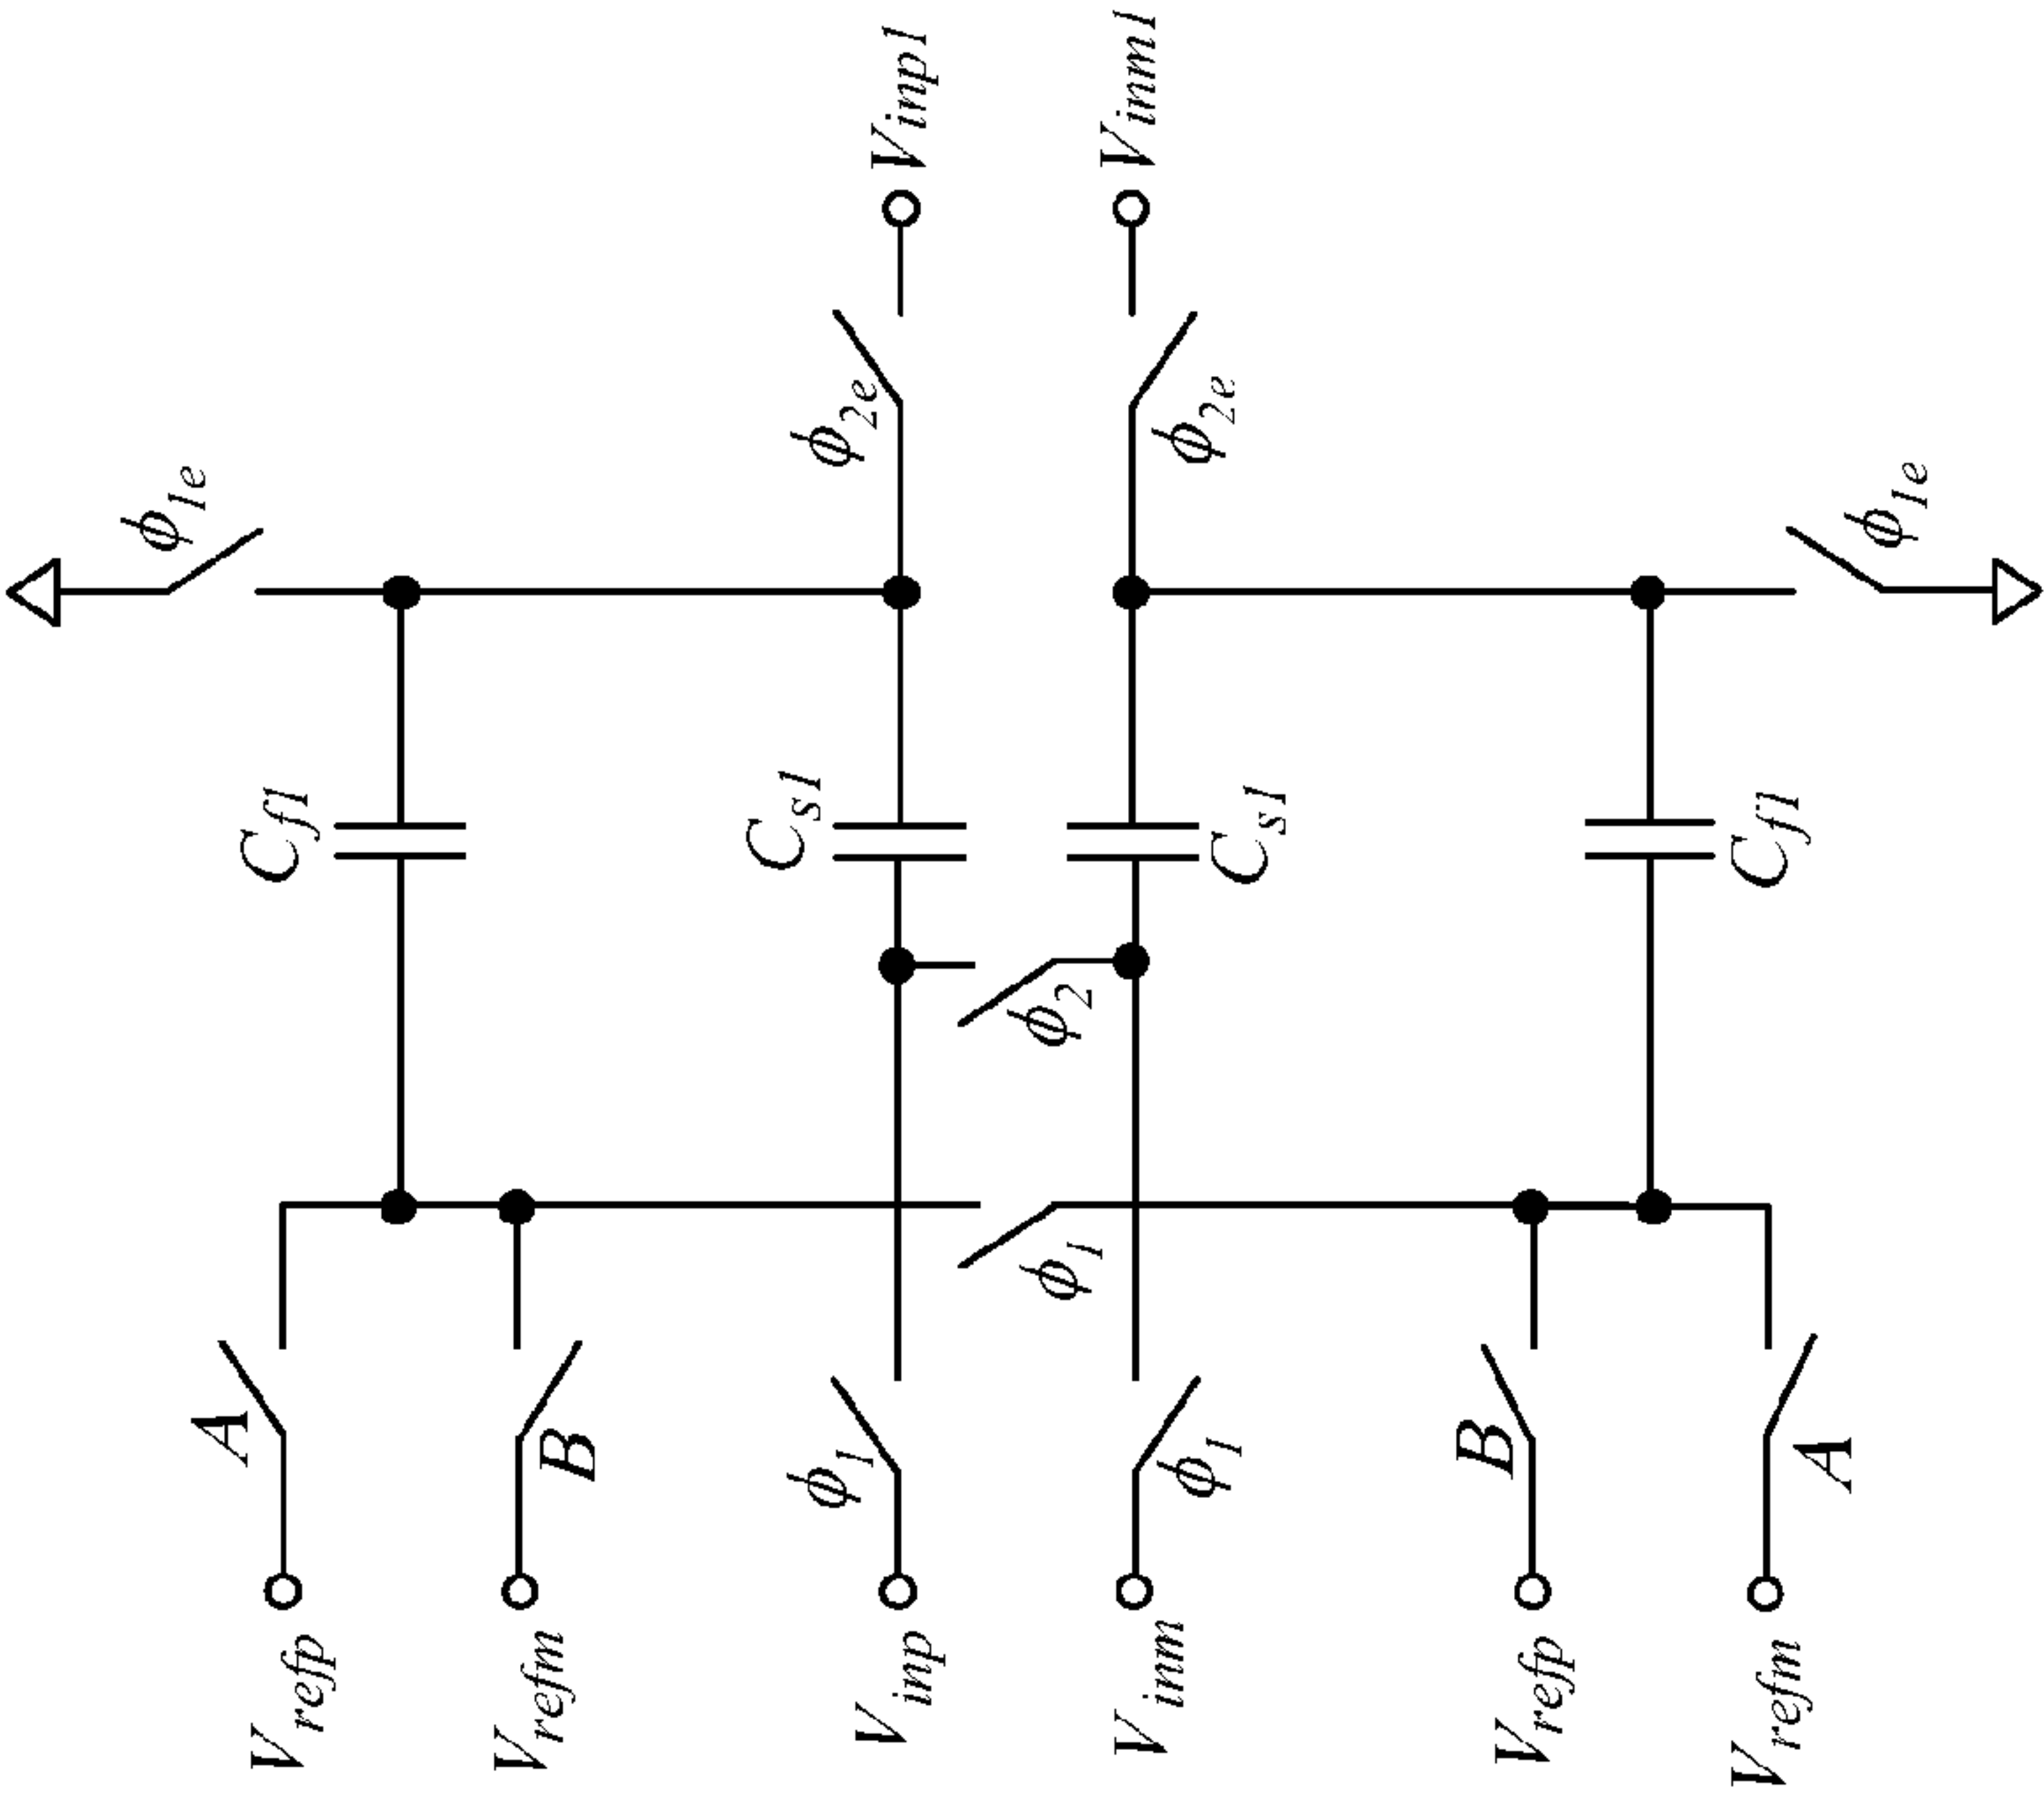 ϕ1e
A
Cf1
Vrefp
B
Vrefm
Vinp1
ϕ2e
Cs1
ϕ1
Vinp
ϕ2
ϕ1
Vinm1
ϕ2e
Cs1
ϕ1
Vinm
B
Vrefp
ϕ1e
Cf1
A
Vrefm